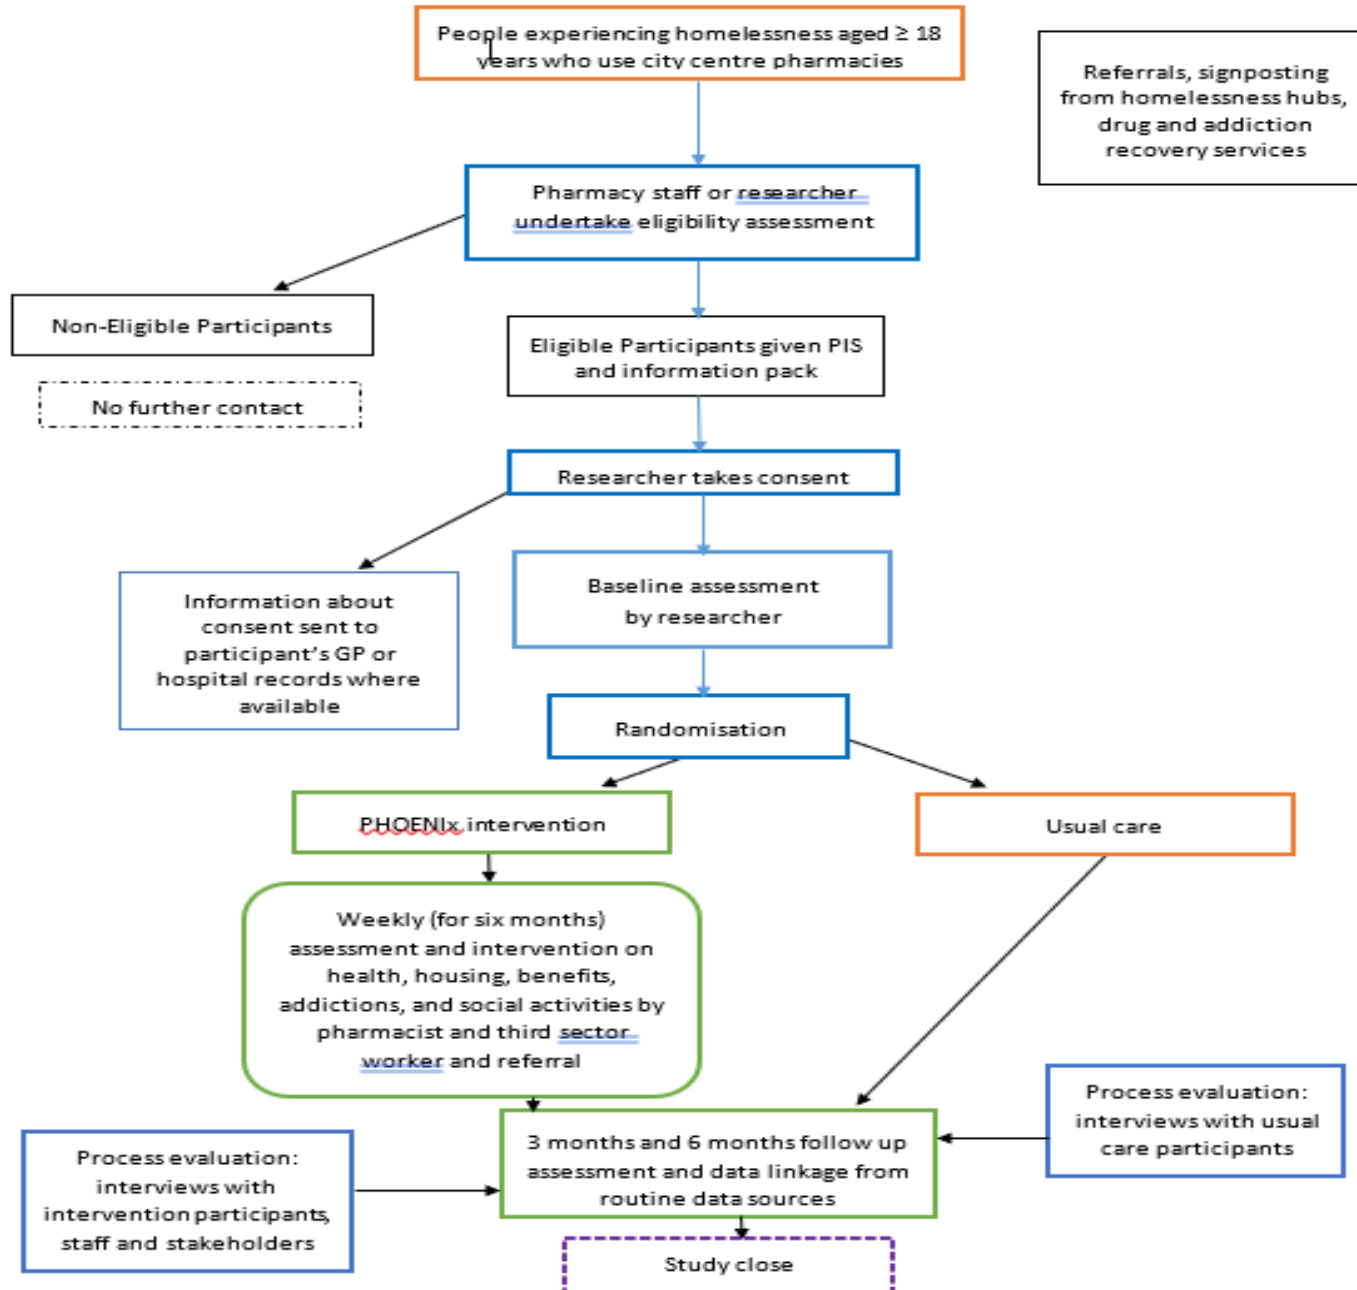 People experiencing homelessness aged ≥ 18
years who use city centre pharmacies
Referrals, signposting
from homelessness hubs,
drug and addiction
recovery services
Pharmacy staff or researcher
undertake eligibility assessment
Non-Eligible Participants
No further contact
Eligible Participants given PIS
and information pack
Researcher takes consent
Information about
consent sent to
participant's GP or
hospital records where
available
Baseline assessment
by researcher
Randomisation
PHOENIx intervention
Usual care
Weekly (for six months)
assessment and intervention on
health, housing, benefits,
addictions, and social activities by
pharmacist and third sector
worker and referral
Process evaluation:
interviews with usual
care participants
Process evaluation:
interviews with
intervention participants,
staff and stakeholders
3 months and 6 months follow up
assessment and data linkage from
routine data sources
Study close